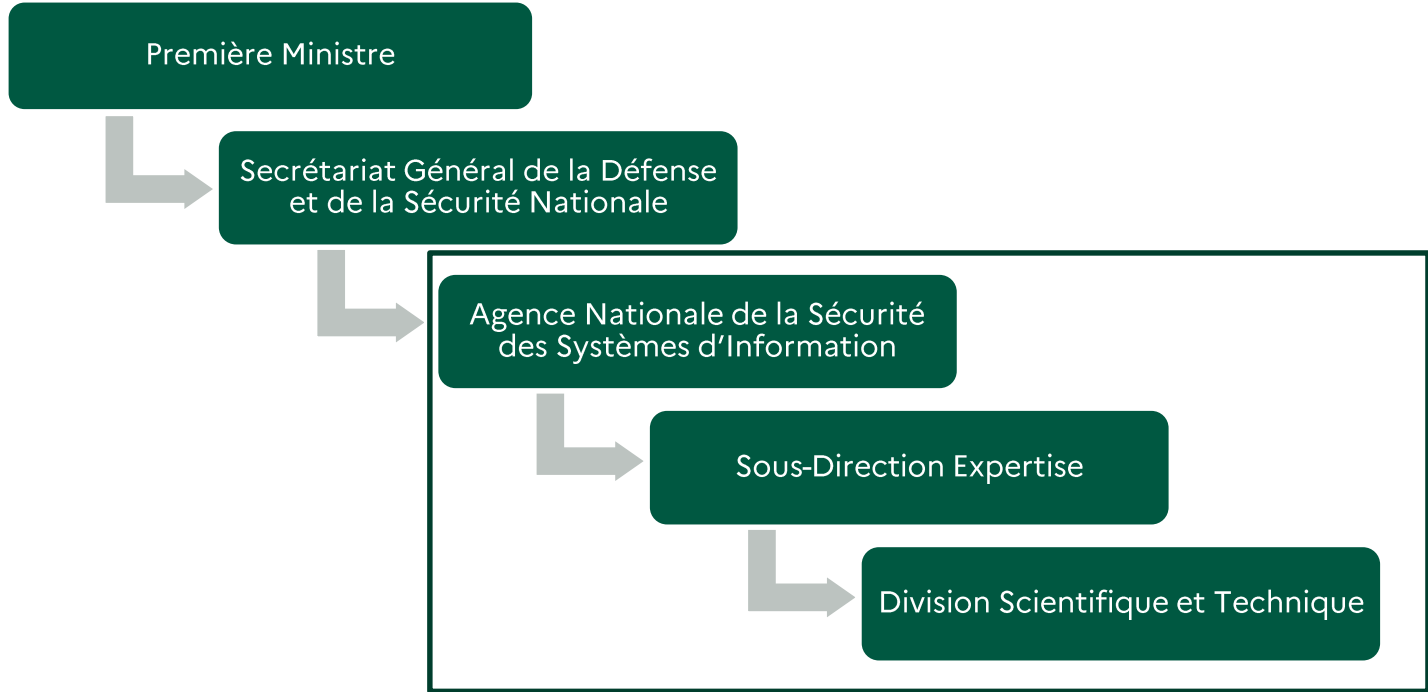 Première Ministre
Secrétariat Général de la Défense
et de la Sécurité Nationale
Agence Nationale de la Sécurité
des Systèmes d'Information
Sous-Direction Expertise
Division Scientifique et Technique